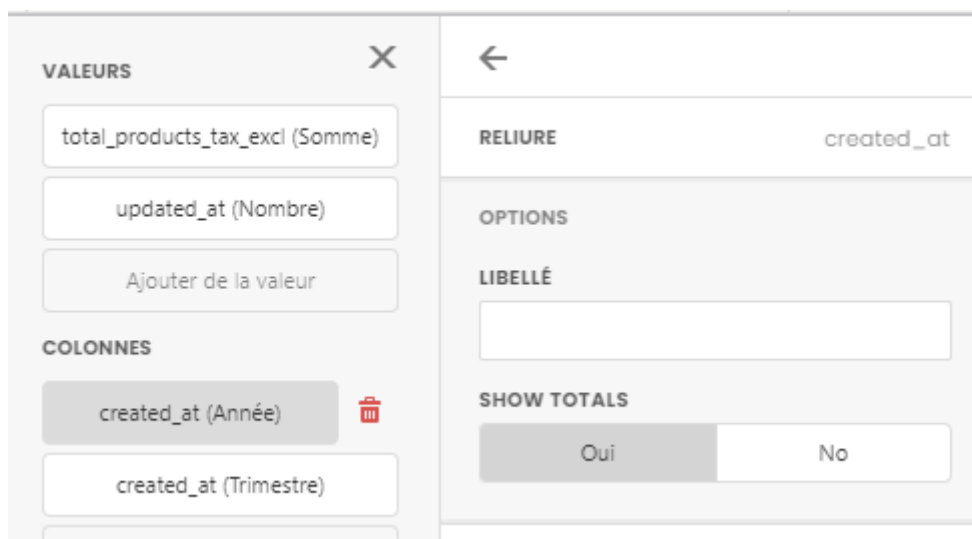 VALEURS
total_products_tax_excl (Somme)
updated_at (Nombre)
Ajouter de la valeur
COLONNES
created_at (Année)
created_at (Trimestre)
RELIURE
created_at
OPTIONS
LIBELLÉ
SHOW TOTALS
Oui
No